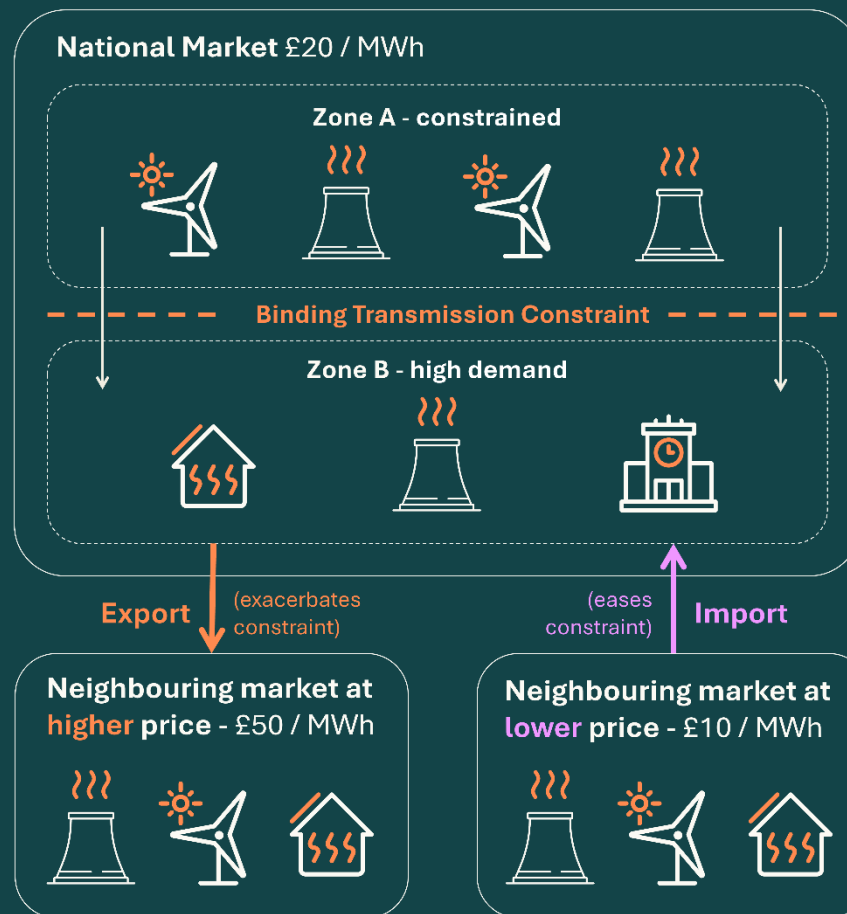 National Market £20 / MWh
Zone A - constrained
Binding Transmission Constraint
Zone B - high demand
Export
(exacerbates
constraint)
(eases
constraint)
Import
Neighbouring market at
higher price - £50 / MWh
Neighbouring market at
lower price - £10 / MWh